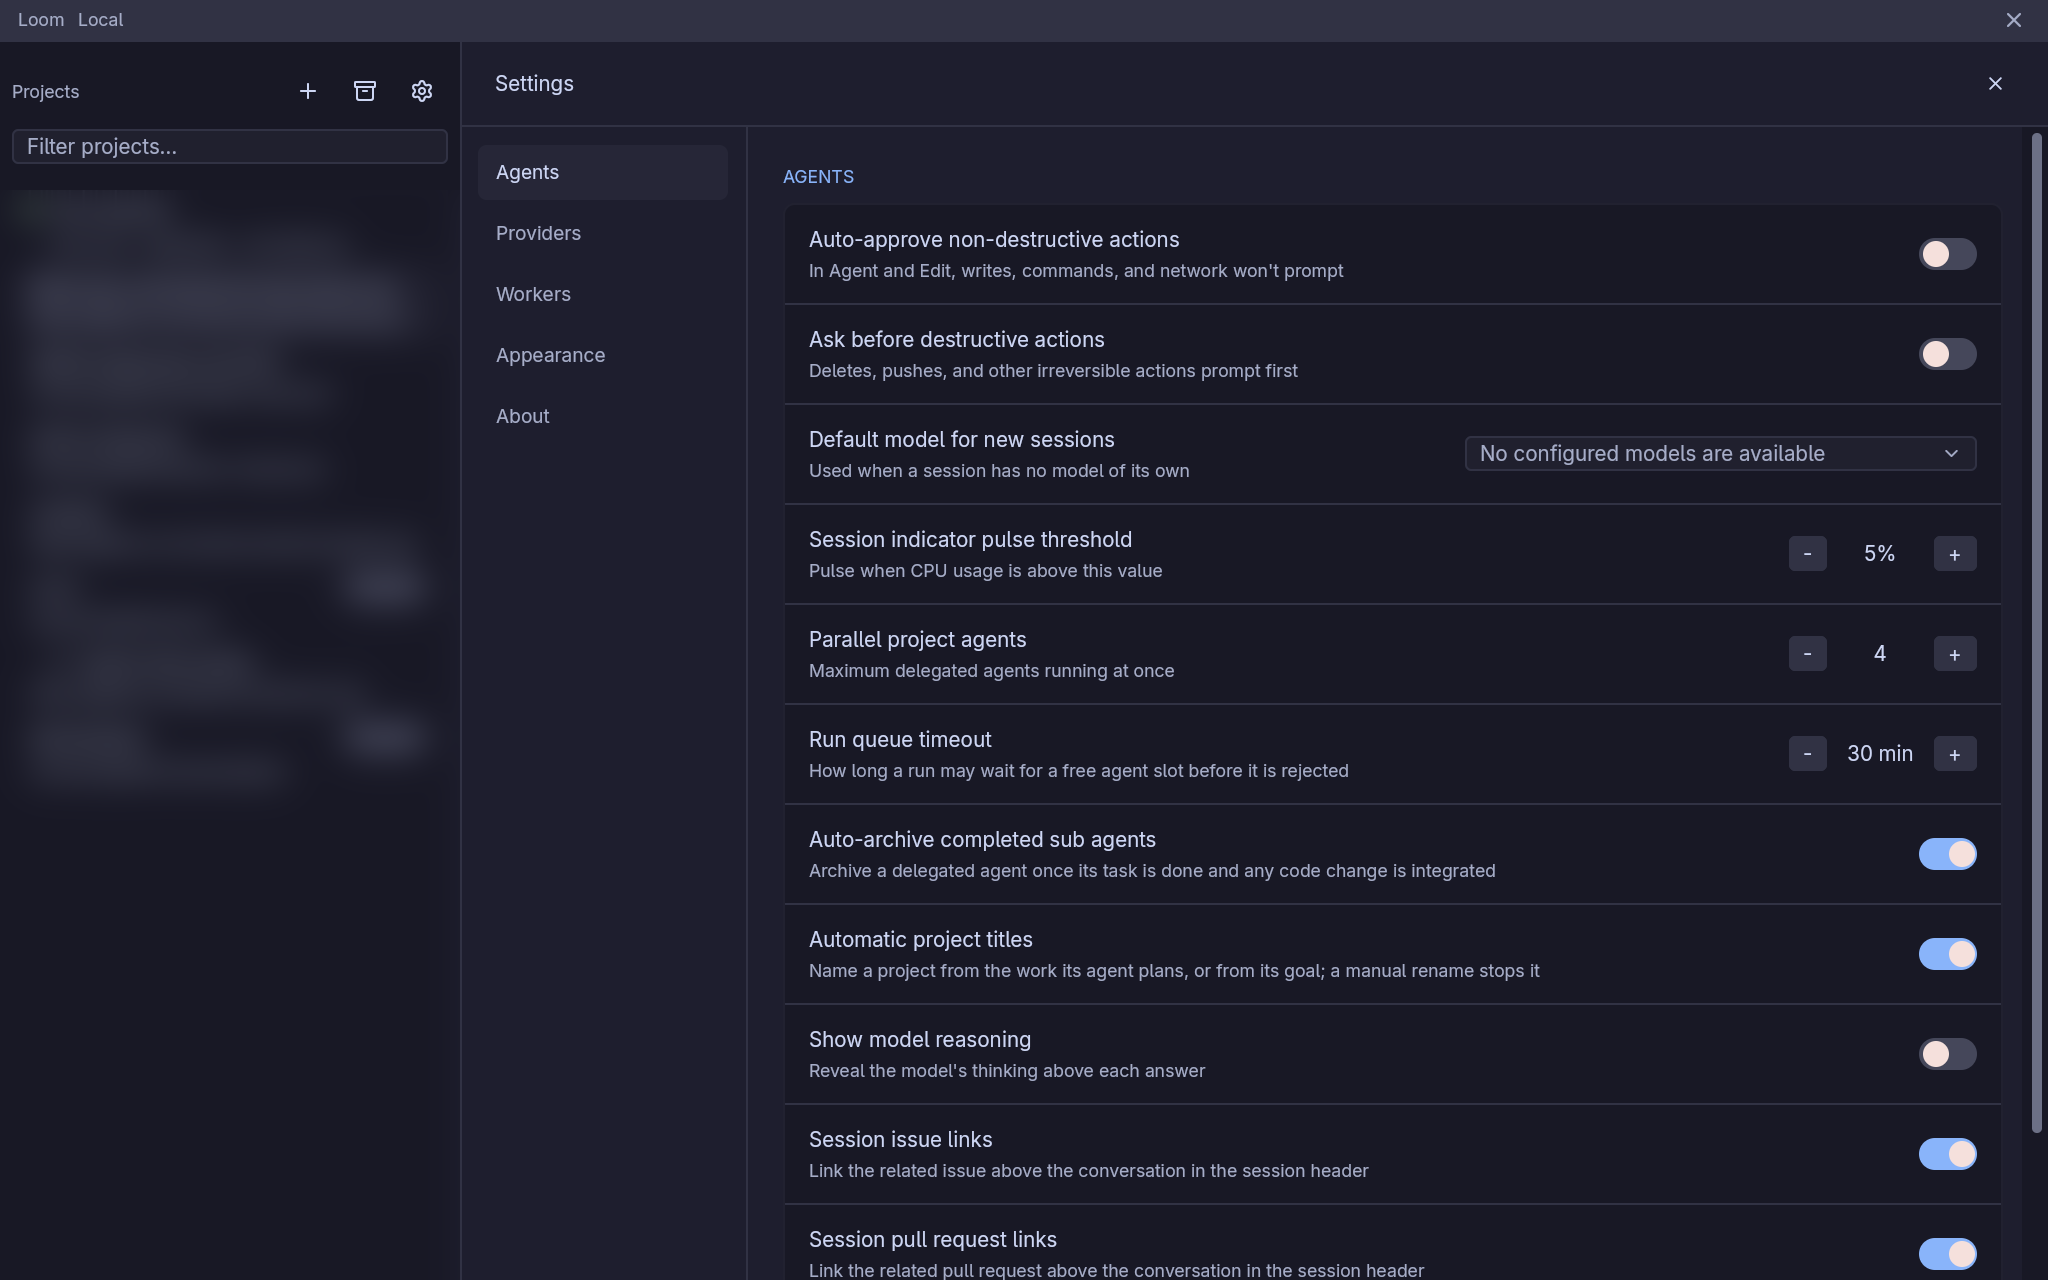 Loom Local
Projects
Filter projects...
Settings
Agents
Providers
Workers
Appearance
About
AGENTS
Auto-approve non-destructive actions
In Agent and Edit, writes, commands, and network won't prompt
Ask before destructive actions
Deletes, pushes, and other irreversible actions prompt first
Default model for new sessions
Used when a session has no model of its own
No configured models are available
Session indicator pulse threshold
Pulse when CPU usage is above this value
- 5% +
Parallel project agents
Maximum delegated agents running at once
- 4 +
Run queue timeout
How long a run may wait for a free agent slot before it is rejected
- 30 min +
Auto-archive completed sub agents
Archive a delegated agent once its task is done and any code change is integrated
Automatic project titles
Name a project from the work its agent plans, or from its goal; a manual rename stops it
Show model reasoning
Reveal the model's thinking above each answer
Session issue links
Link the related issue above the conversation in the session header
Session pull request links
Link the related pull request above the conversation in the session header